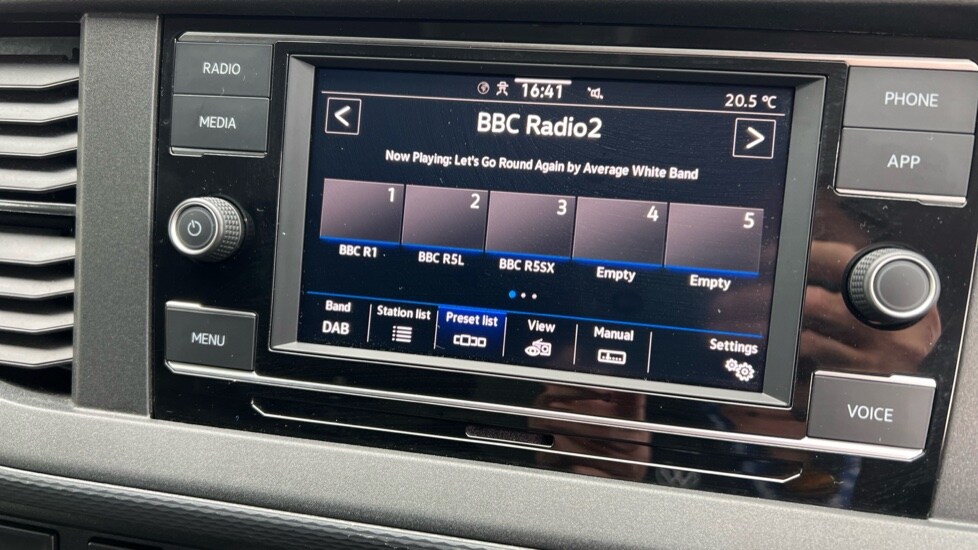 RADIO
MEDIA
MENU
16:41
20.5 °C
<
BBC Radio2
>
Now Playing: Let's Go Round Again by Average White Band
1
2
3
4
5
BBC R1
BBC R5L
BBC R5SX
Empty
Empty
Band
DAB
Station list
Preset list
View
Manual
Settings
PHONE
APP
VOICE